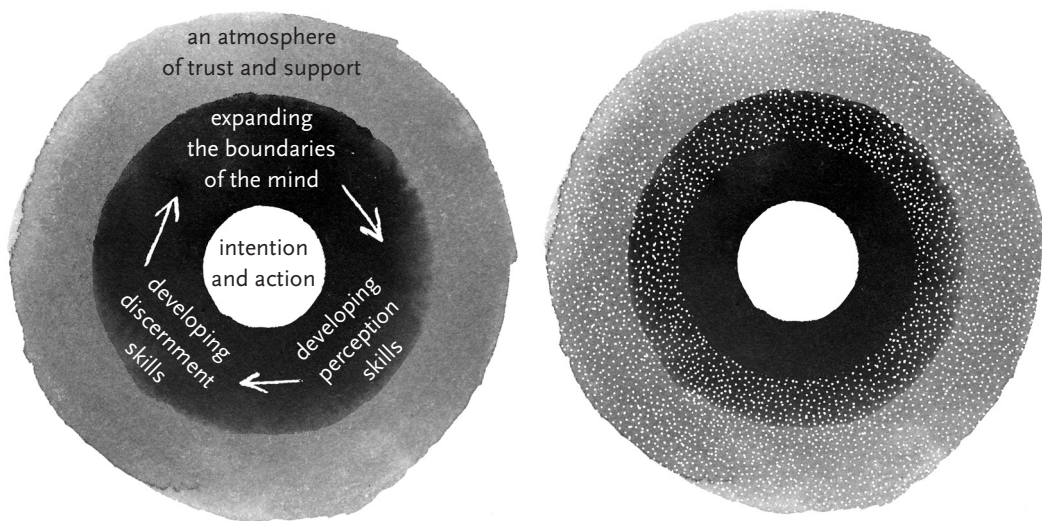 an atmosphere
of trust and support
expanding
the boundaries
of the mind
intention
and action
developing
perception
skills
developing
discernment
skills